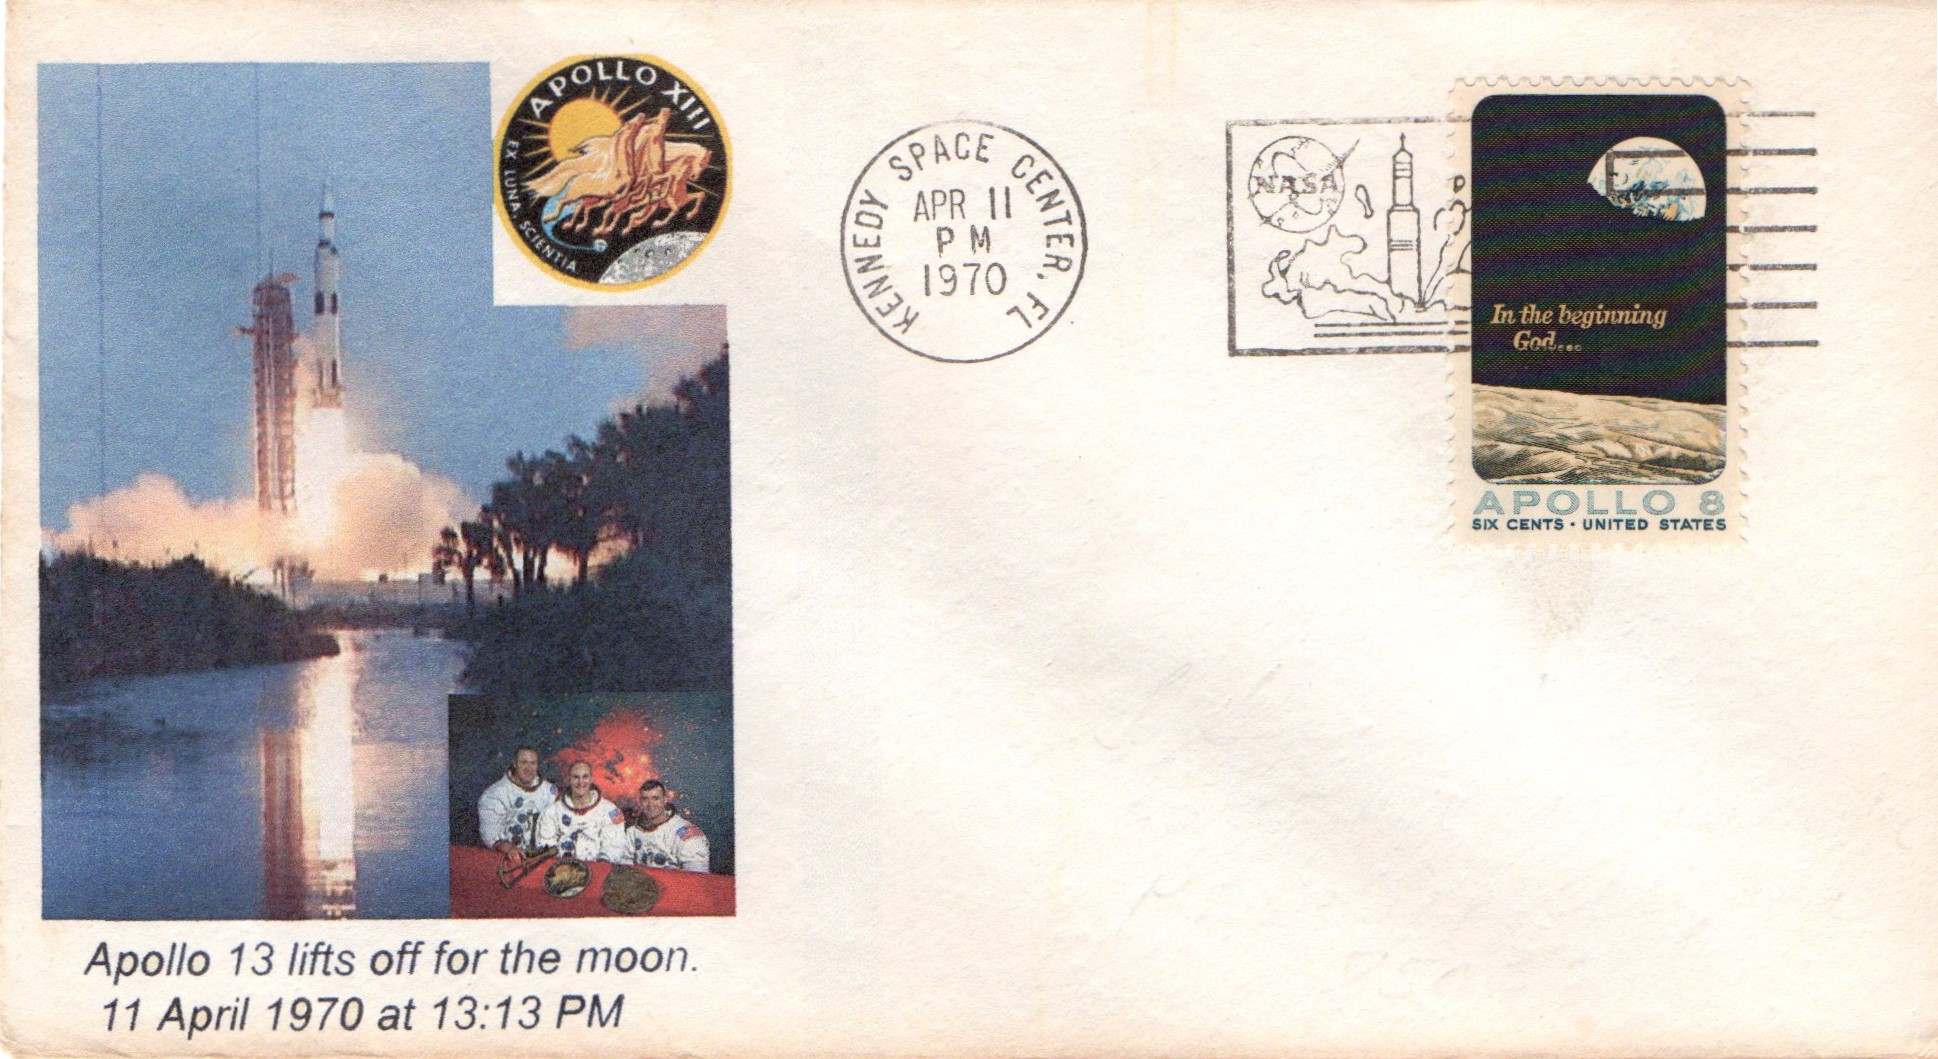 APOLLO XIII
EX LUNA, SCIENTIA
KENNEDY SPACE CENTER, FL
APR 11
PM
1970
NASA
In the beginning
God...
APOLLO 8
SIX CENTS · UNITED STATES
Apollo 13 lifts off for the moon.
11 April 1970 at 13:13 PM